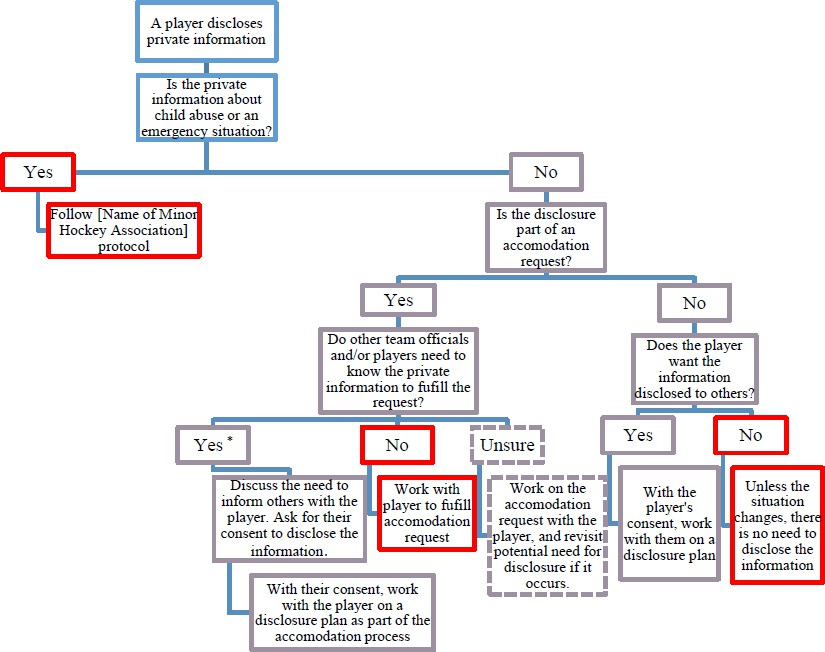 A player discloses
private information
Is the private
information about
child abuse or an
emergency situation?
Yes
No
Follow [Name of Minor
Hockey Association]
protocol
Is the disclosure
part of an
accomodation
request?
Yes
No
Do other team officials
and/or players need to
know the private
information to fufill the
request?
Does the player
want the
information
disclosed to others?
Yes *
No
Unsure
Yes
No
Discuss the need to
inform others with the
player. Ask for their
consent to disclose the
information.
Work with
player to fufill
accomodation
request
Work on the
accomodation
request with the
player, and revisit
potential need for
disclosure if it
occurs.
With the
player's
consent, work
with them on a
disclosure plan
Unless the
situation
changes, there
is no need to
disclose the
information
With their consent, work
with the player on a
disclosure plan as part of the
accomodation process